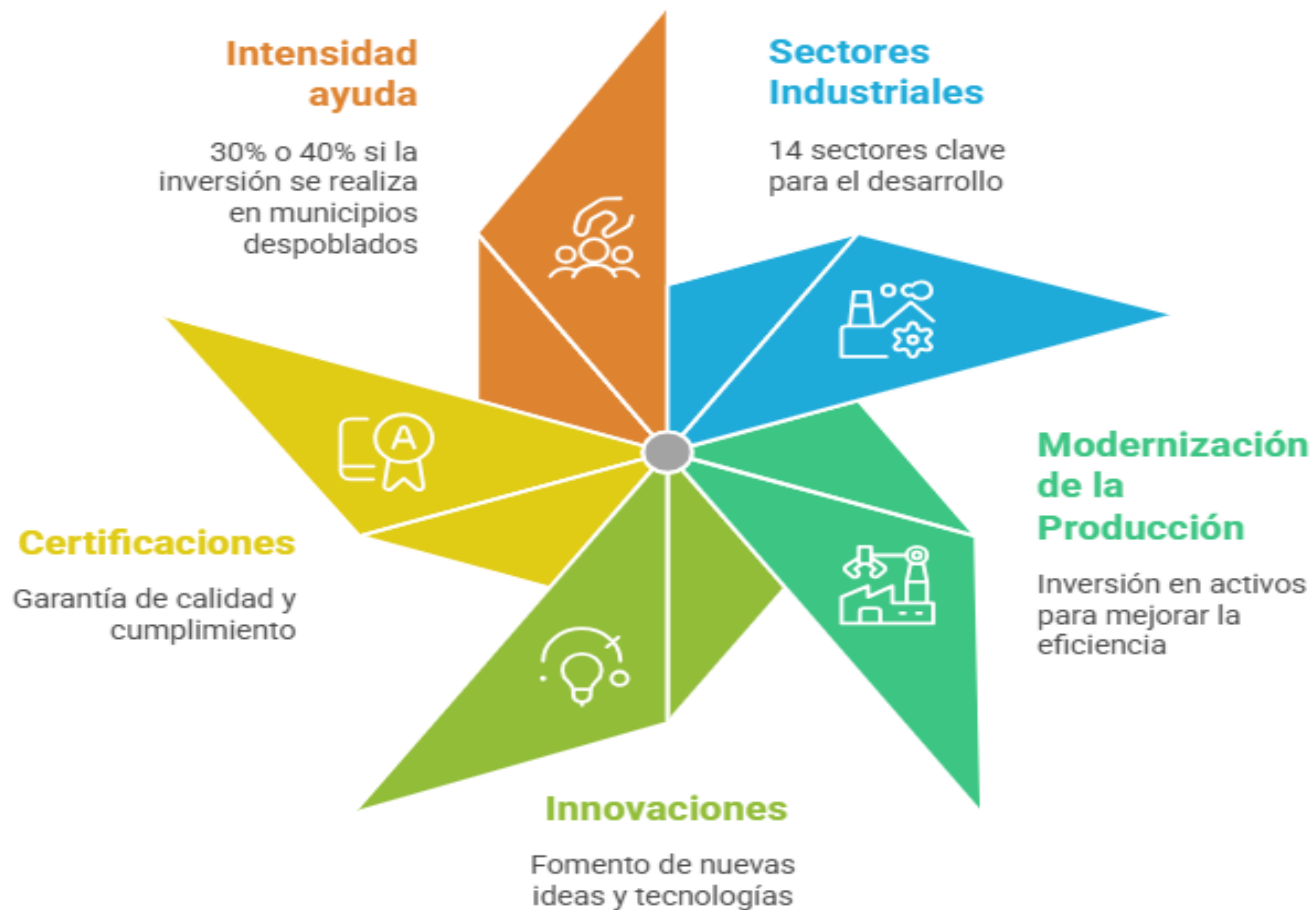 Intensidad
ayuda
30% o 40% si la
inversión se realiza
en municipios
despoblados
Sectores
Industriales
14 sectores clave
para el desarrollo
A
Certificaciones
Garantía de calidad y
cumplimiento
Modernización
de la
Producción
Inversión en activos
para mejorar la
eficiencia
Innovaciones
Fomento de nuevas
ideas y tecnologías